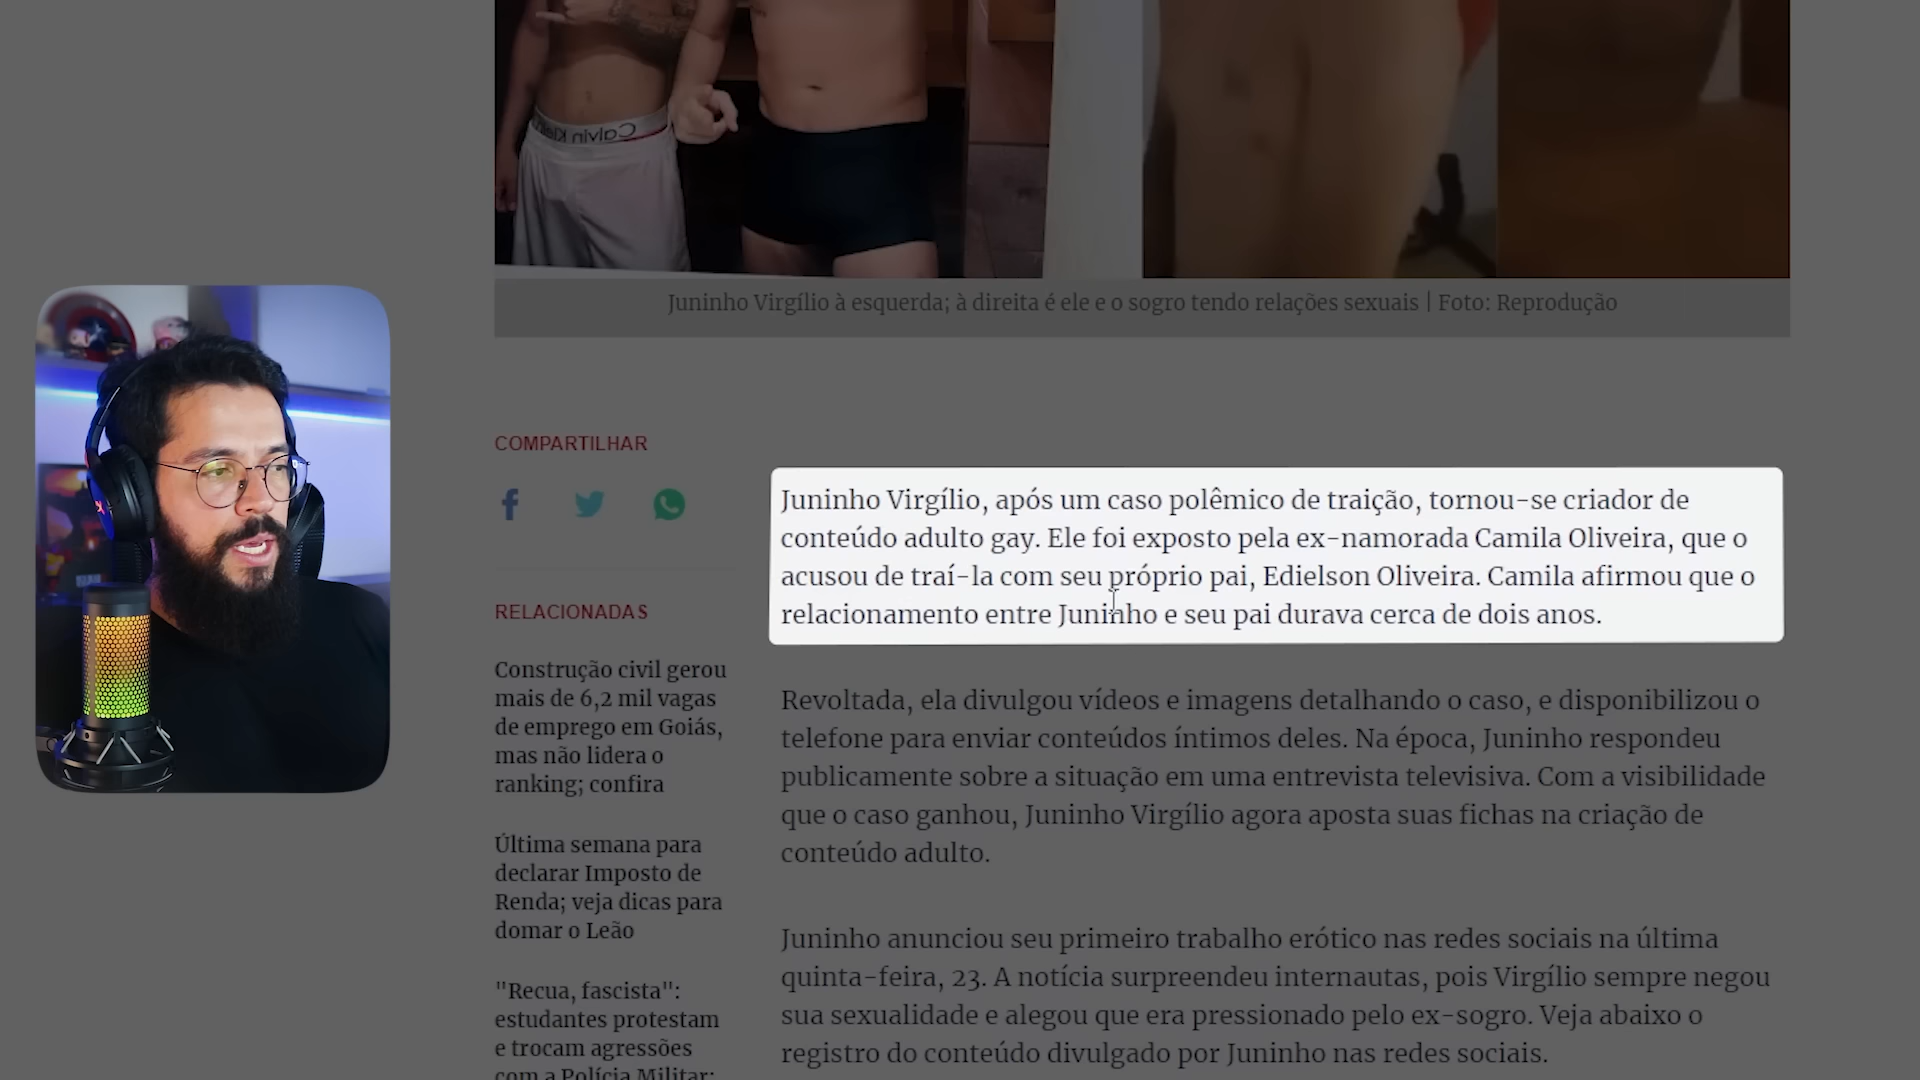 Calvin Klein
Juninho Virgílio à esquerda; à direita é ele e o sogro tendo relações sexuais | Foto: Reprodução
COMPARTILHAR
Juninho Virgílio, após um caso polêmico de traição, tornou-se criador de
conteúdo adulto gay. Ele foi exposto pela ex-namorada Camila Oliveira, que o
acusou de traí-la com seu próprio pai, Edielson Oliveira. Camila afirmou que o
relacionamento entre Juninho e seu pai durava cerca de dois anos.
RELACIONADAS
Construção civil gerou
mais de 6,2 mil vagas
de emprego em Goiás,
mas não lidera o
ranking; confira
Última semana para
declarar Imposto de
Renda; veja dicas para
domar o Leão
"Recua, fascista":
estudantes protestam
e trocam agressões
com a Polícia Militar;
Revoltada, ela divulgou vídeos e imagens detalhando o caso, e disponibilizou o
telefone para enviar conteúdos íntimos deles. Na época, Juninho respondeu
publicamente sobre a situação em uma entrevista televisiva. Com a visibilidade
que o caso ganhou, Juninho Virgílio agora aposta suas fichas na criação de
conteúdo adulto.
Juninho anunciou seu primeiro trabalho erótico nas redes sociais na última
quinta-feira, 23. A notícia surpreendeu internautas, pois Virgílio sempre negou
sua sexualidade e alegou que era pressionado pelo ex-sogro. Veja abaixo o
registro do conteúdo divulgado por Juninho nas redes sociais.